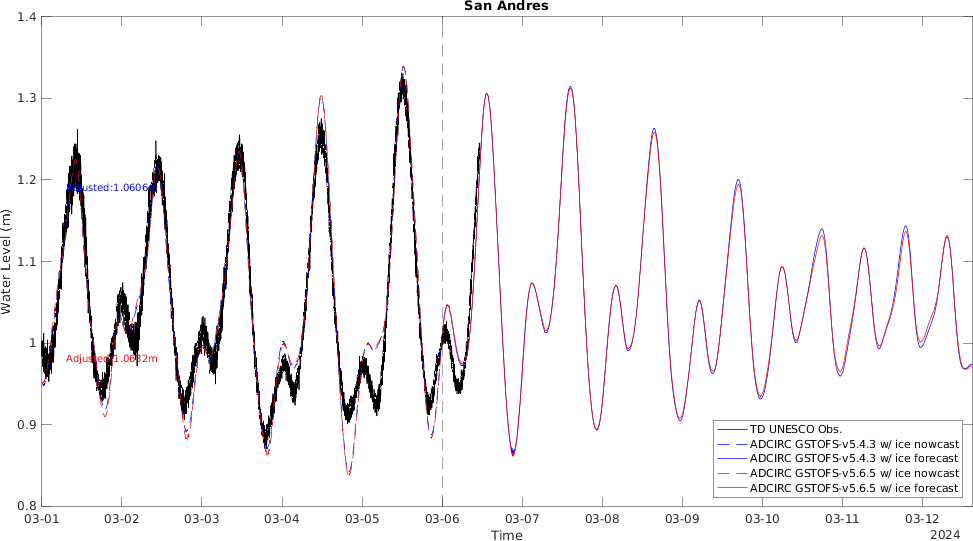 San Andres
Water Level (m)
1.4
1.3
1.2
1.1
1
0.9
0.8
Adjusted:1.0606m
Adjusted:1.0632m
TD UNESCO Obs.
ADCIRC GSTOFS-v5.4.3 w/ ice nowcast
ADCIRC GSTOFS-v5.4.3 w/ ice forecast
ADCIRC GSTOFS-v5.6.5 w/ ice nowcast
ADCIRC GSTOFS-v5.6.5 w/ ice forecast
03-01 03-02 03-03 03-04 03-05 03-06 03-07 03-08 03-09 03-10 03-11 03-12
Time
2024